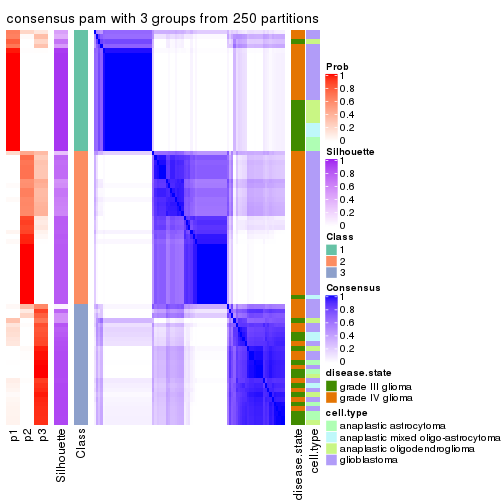 consensus pam with 3 groups from 250 partitions
Prob
1
0.8
0.6
0.4
0.2
0
Silhouette
1
0.8
0.6
0.4
0.2
0
Class
1
2
3
Consensus
1
0.8
0.6
0.4
0.2
0
disease.state
grade III glioma
grade IV glioma
cell.type
anaplastic astrocytoma
anaplastic mixed oligo-astrocytoma
anaplastic oligodendroglioma
glioblastoma
p1
p2
p3
Silhouette
Class
disease.state
cell.type